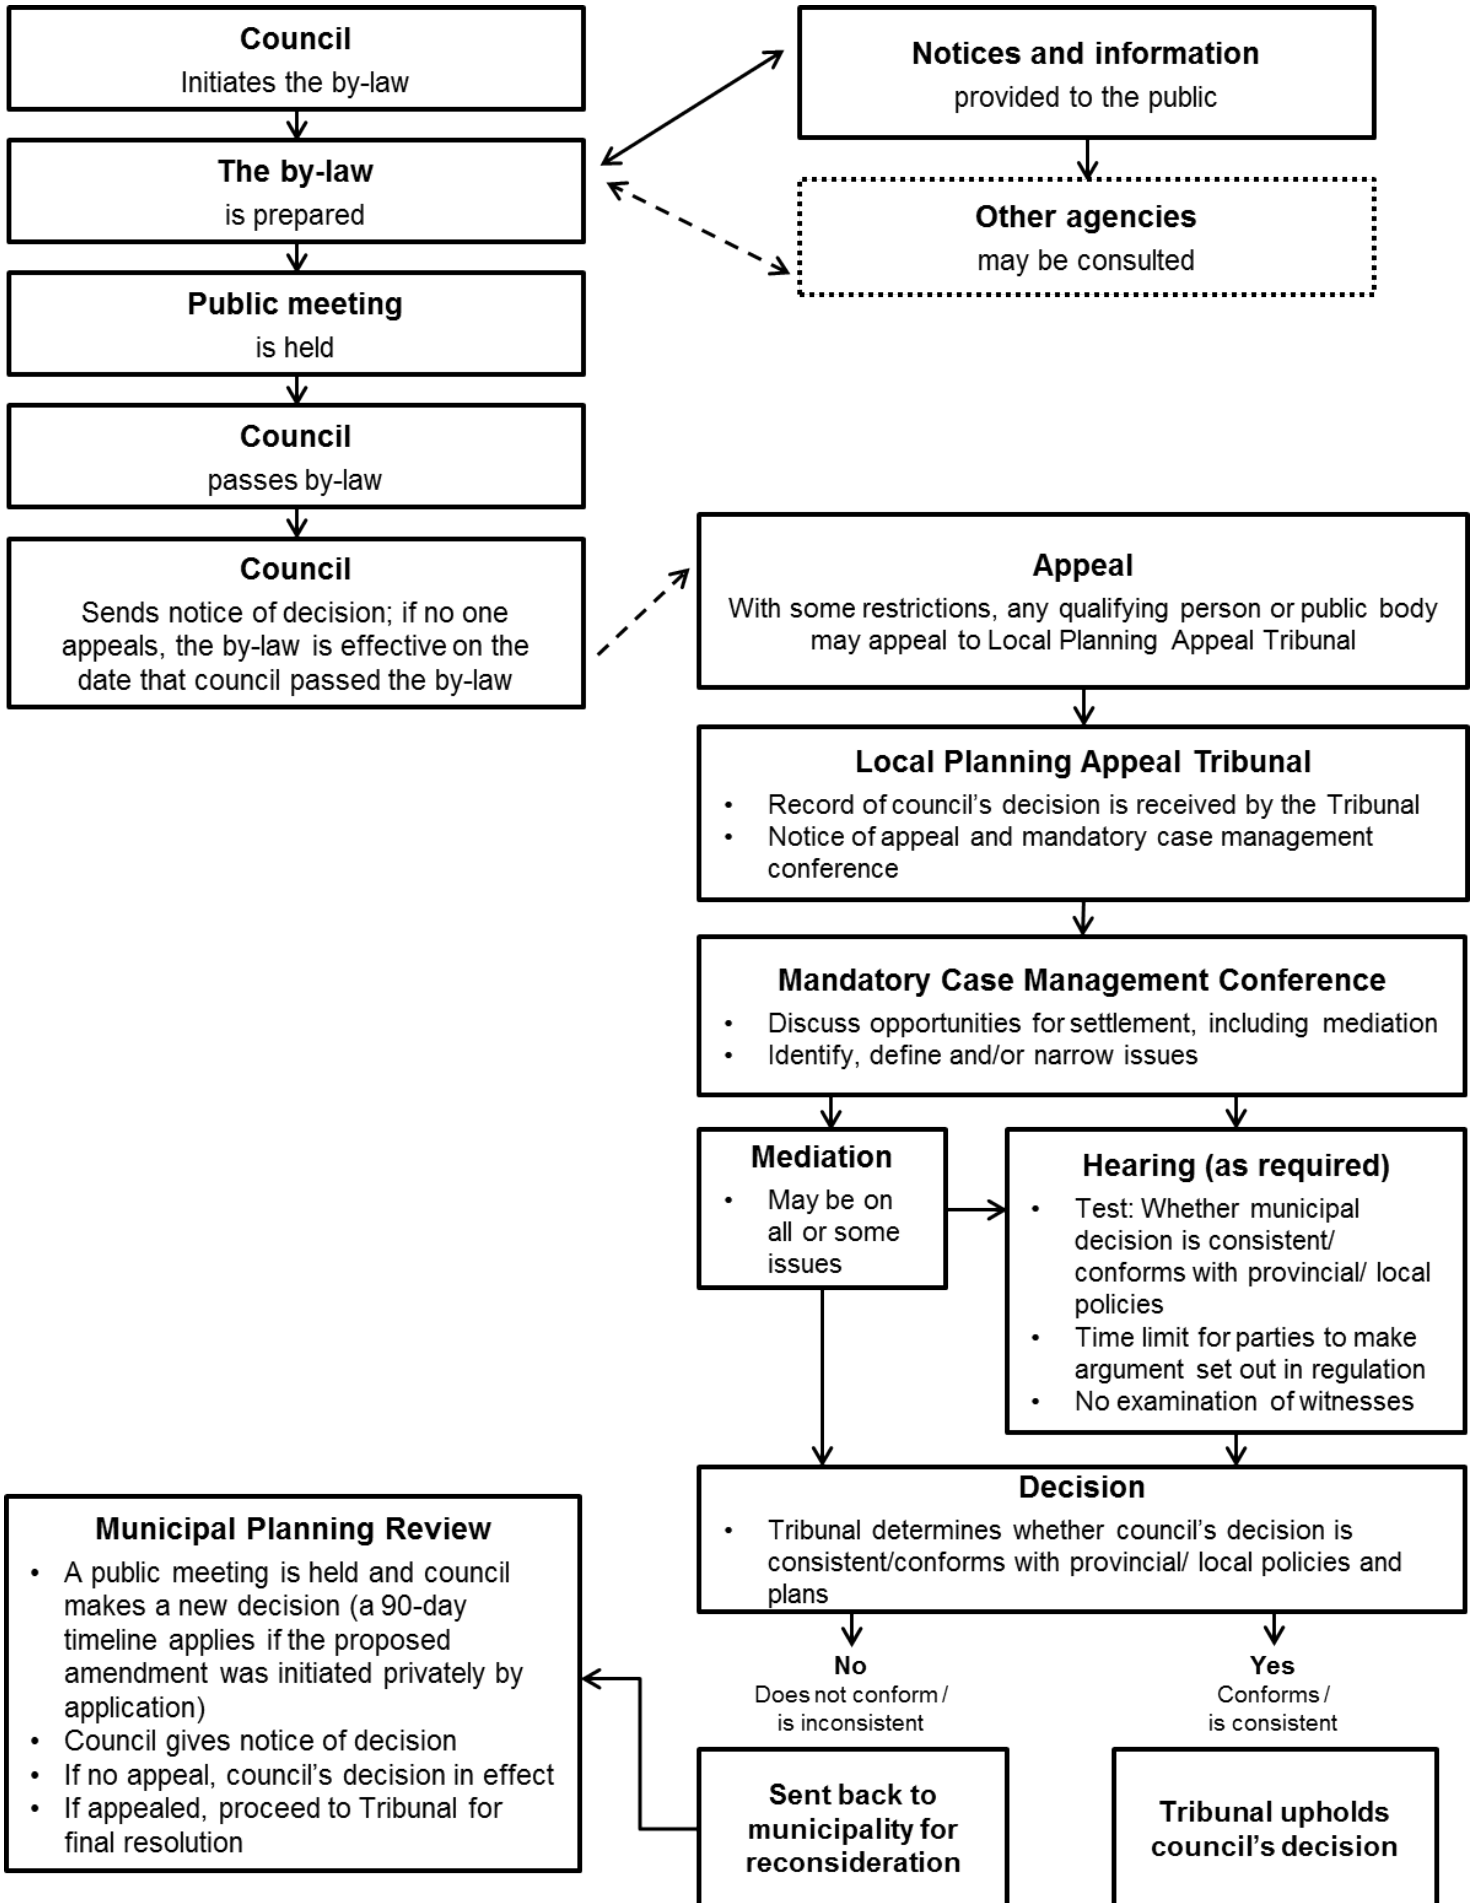 Council
Initiates the by-law
Notices and information
provided to the public
The by-law
is prepared
Other agencies
may be consulted
Public meeting
is held
Council
passes by-law
Council
Sends notice of decision; if no one
appeals, the by-law is effective on the
date that council passed the by-law
Appeal
With some restrictions, any qualifying person or public body
may appeal to Local Planning Appeal Tribunal
Local Planning Appeal Tribunal
• Record of council’s decision is received by the Tribunal
• Notice of appeal and mandatory case management
conference
Mandatory Case Management Conference
• Discuss opportunities for settlement, including mediation
• Identify, define and/or narrow issues
Mediation
• May be on
all or some
issues
Hearing (as required)
• Test: Whether municipal
decision is consistent/
conforms with provincial/ local
policies
• Time limit for parties to make
argument set out in regulation
• No examination of witnesses
Decision
• Tribunal determines whether council’s decision is
consistent/conforms with provincial/ local policies and
plans
No
Does not conform /
is inconsistent
Yes
Conforms /
is consistent
Sent back to
municipality for
reconsideration
Tribunal upholds
council’s decision
Municipal Planning Review
• A public meeting is held and council
makes a new decision (a 90-day
timeline applies if the proposed
amendment was initiated privately by
application)
• Council gives notice of decision
• If no appeal, council’s decision in effect
• If appealed, proceed to Tribunal for
final resolution